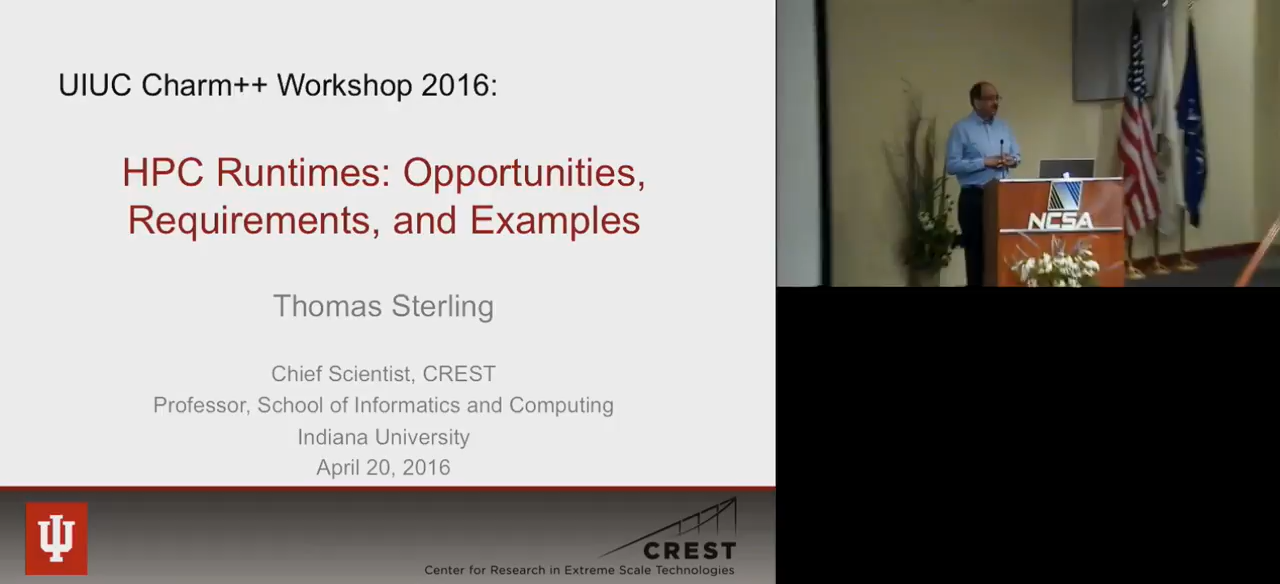 UIUC Charm++ Workshop 2016:
HPC Runtimes: Opportunities,
Requirements, and Examples
Thomas Sterling
Chief Scientist, CREST
Professor, School of Informatics and Computing
Indiana University
April 20, 2016
CREST
Center for Research in Extreme Scale Technologies
NCSA